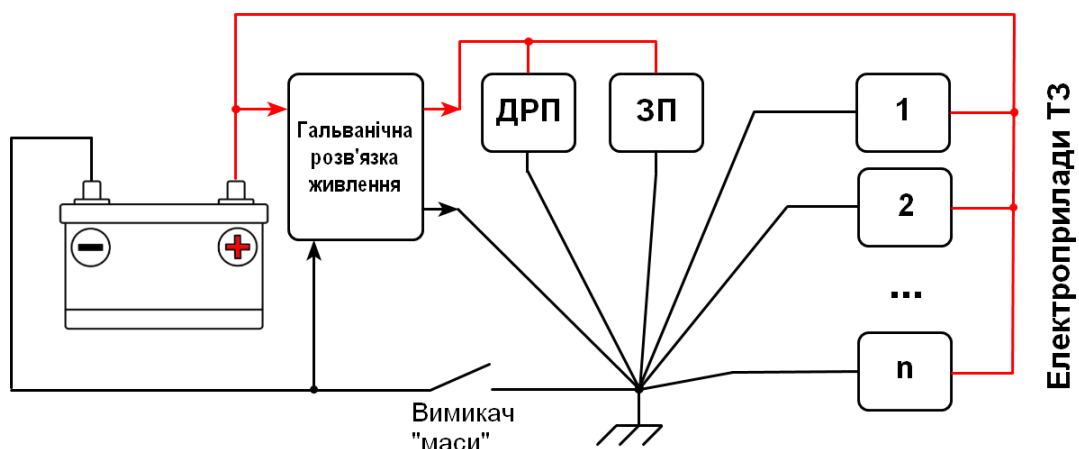 Гальванічна
розв'язка
живлення
ДРП
ЗП
1
2
...
n
Електроприлади ТЗ
Вимикач
"маси"